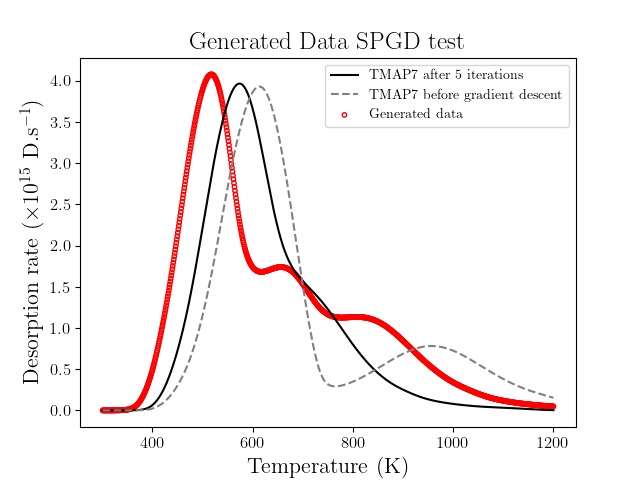 Generated Data SPGD test
TMAP7 after 5 iterations
TMAP7 before gradient descent
Generated data
Desorption rate (×10¹⁵ D.s⁻¹)
4.0
3.5
3.0
2.5
2.0
1.5
1.0
0.5
0.0
400 600 800 1000 1200
Temperature (K)